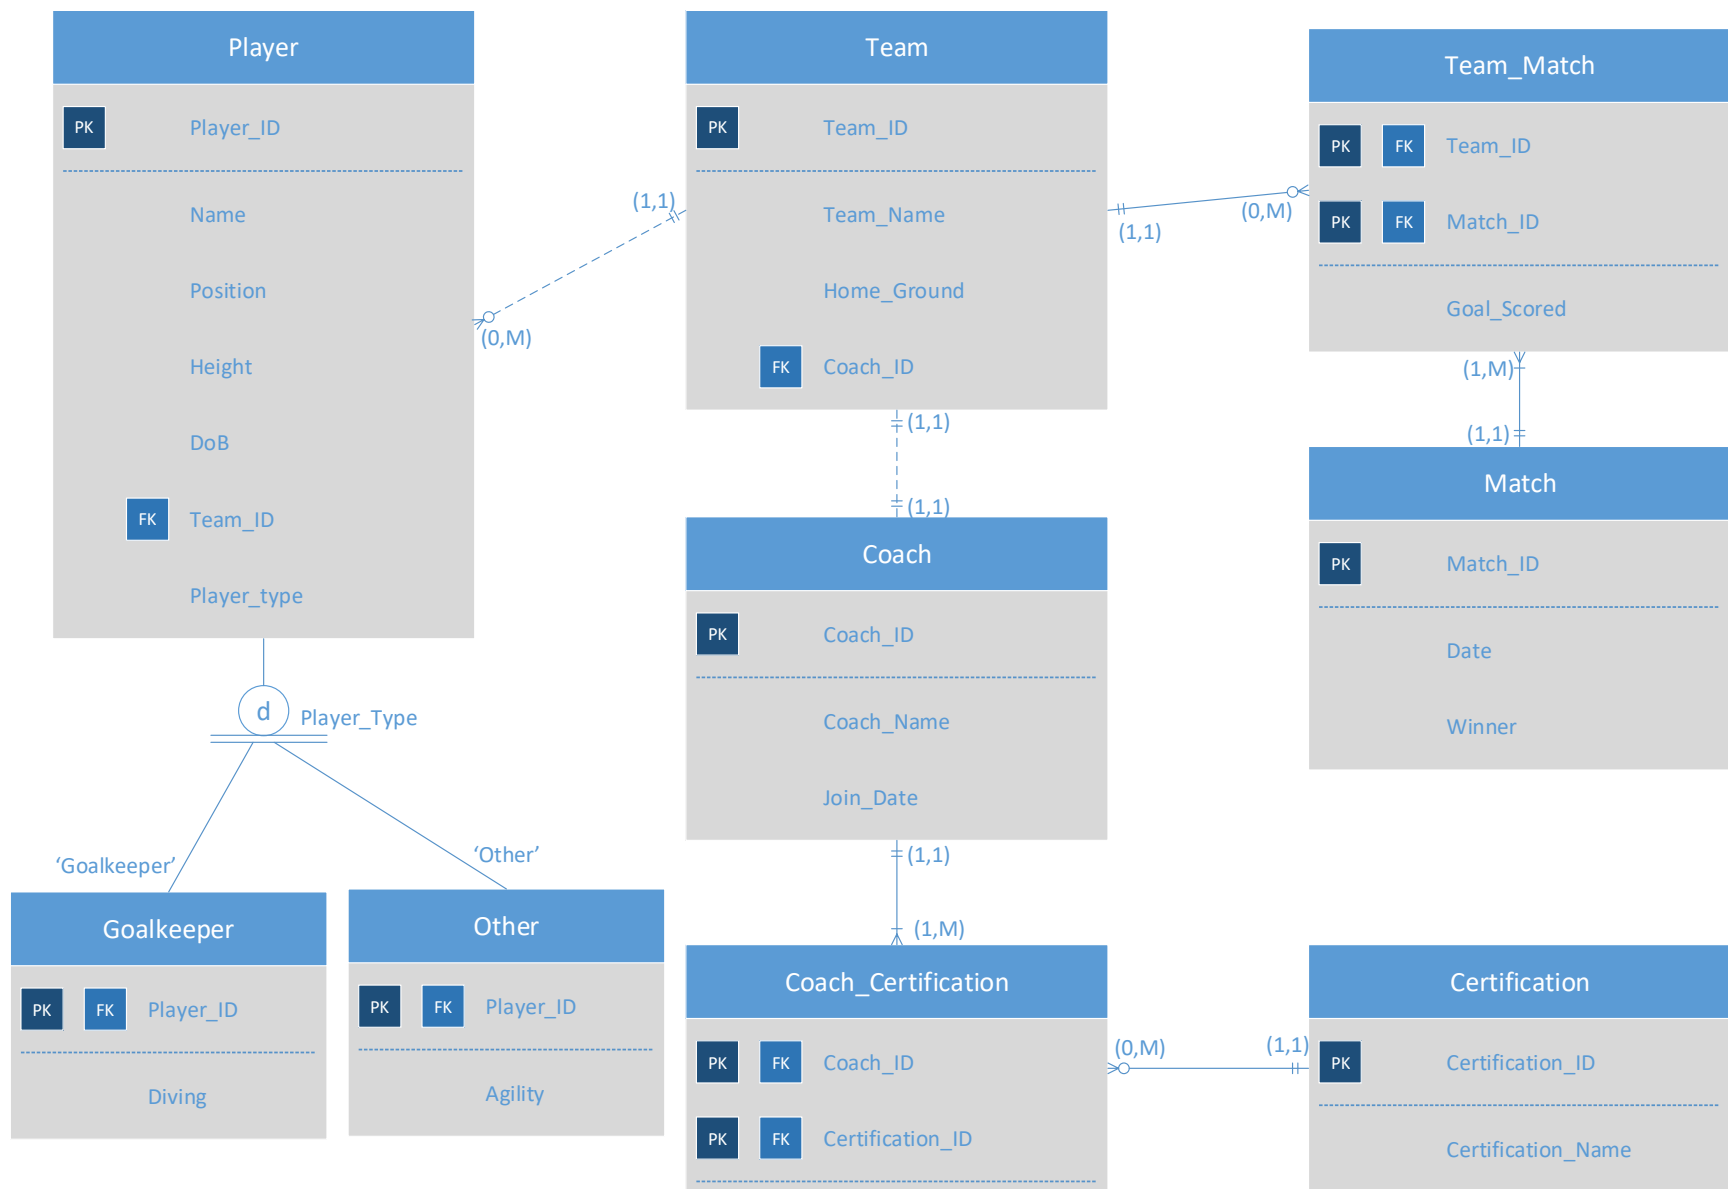 Player
PK Player_ID
Name
Position
Height
DoB
FK Team_ID
Player_type
(1,1)
(0,M)
Team
PK Team_ID
Team_Name
Home_Ground
FK Coach_ID
(1,1)
(0,M)
Team_Match
PK FK Team_ID
PK FK Match_ID
Goal_Scored
(1,M)
(1,1)
Match
PK Match_ID
Date
Winner
(1,1)
(1,1)
Coach
PK Coach_ID
Coach_Name
Join_Date
(1,1)
(1,M)
d Player_Type
‘Goalkeeper’
‘Other’
Goalkeeper
PK FK Player_ID
Diving
Other
PK FK Player_ID
Agility
Coach_Certification
PK FK Coach_ID
PK FK Certification_ID
(0,M)
(1,1)
Certification
PK Certification_ID
Certification_Name